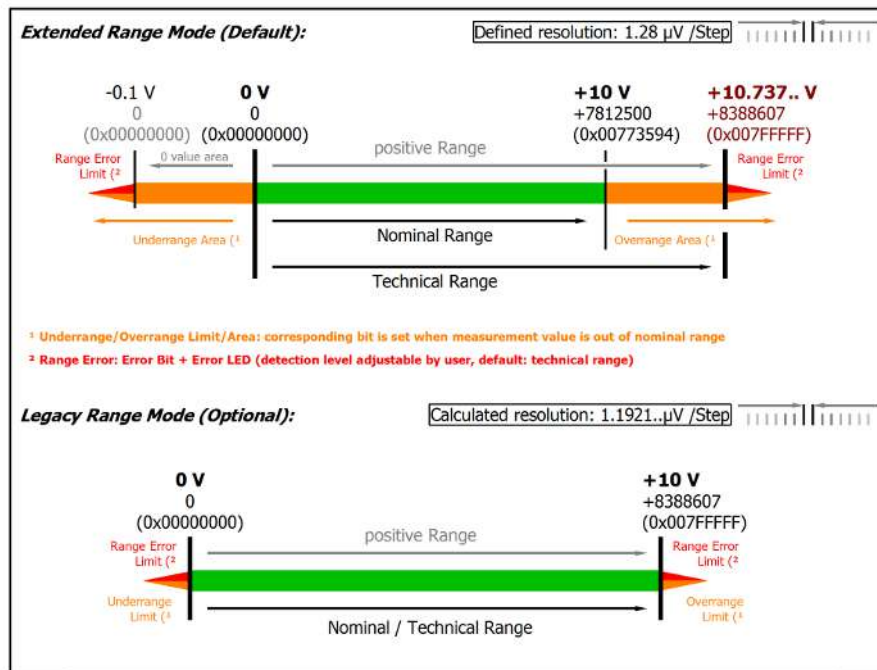 Extended Range Mode (Default):
Defined resolution: 1.28 µV /Step
-0.1 V
0
(0x00000000)
0 V
0
(0x00000000)
+10 V
+7812500
(0x00773594)
+10.737.. V
+8388607
(0x007FFFFF)
Range Error
Limit (²
0 value area
positive Range
Range Error
Limit (²
Underrange Area (¹
Nominal Range
Overrange Area (¹
Technical Range
¹ Underrange/Overrange Limit/Area: corresponding bit is set when measurement value is out of nominal range
² Range Error: Error Bit + Error LED (detection level adjustable by user, default: technical range)
Legacy Range Mode (Optional):
Calculated resolution: 1.1921..µV /Step
0 V
0
(0x00000000)
+10 V
+8388607
(0x007FFFFF)
Range Error
Limit (²
positive Range
Range Error
Limit (²
Underrange
Limit (¹
Nominal / Technical Range
Overrange
Limit (¹